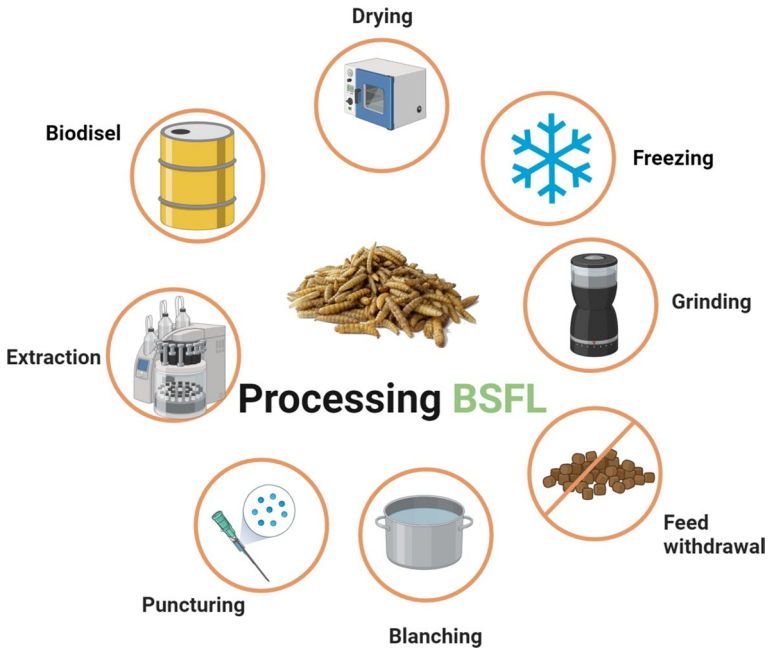 Drying
Biodisel
Freezing
Grinding
Extraction
Processing BSFL
Feed
withdrawal
Puncturing
Blanching